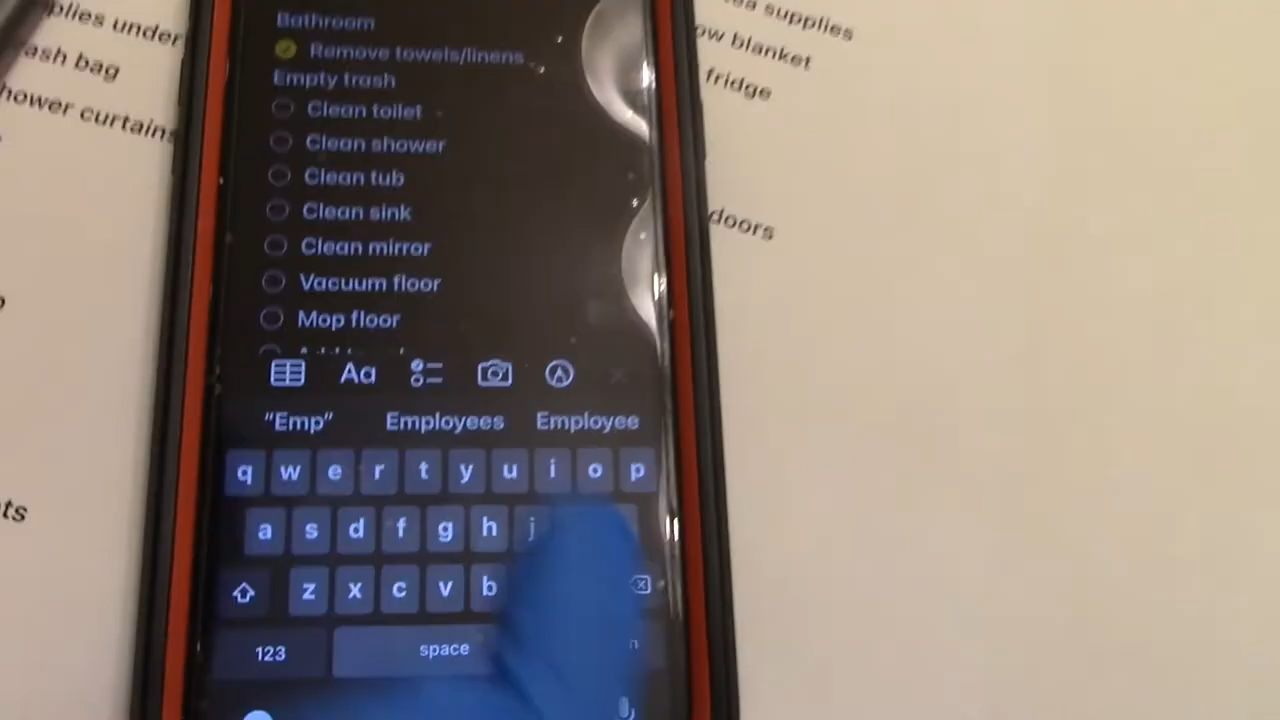 plies under
ash bag
hower curtains
supplies
ow blanket
fridge
doors
ts
Bathroom
Remove towels/linens
Empty trash
Clean toilet
Clean shower
Clean tub
Clean sink
Clean mirror
Vacuum floor
Mop floor
Aa
"Emp" Employees Employee
q w e r t y u i o p
a s d f g h j
z x c v b
123 space